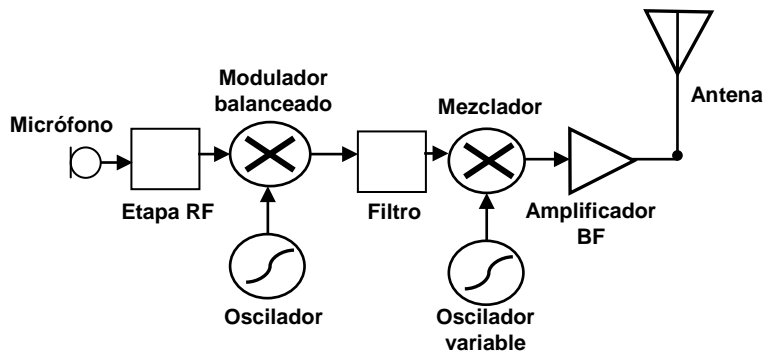 Modulador
balanceado
Mezclador
Antena
Micrófono
Etapa RF
Filtro
Amplificador
BF
Oscilador
Oscilador
variable